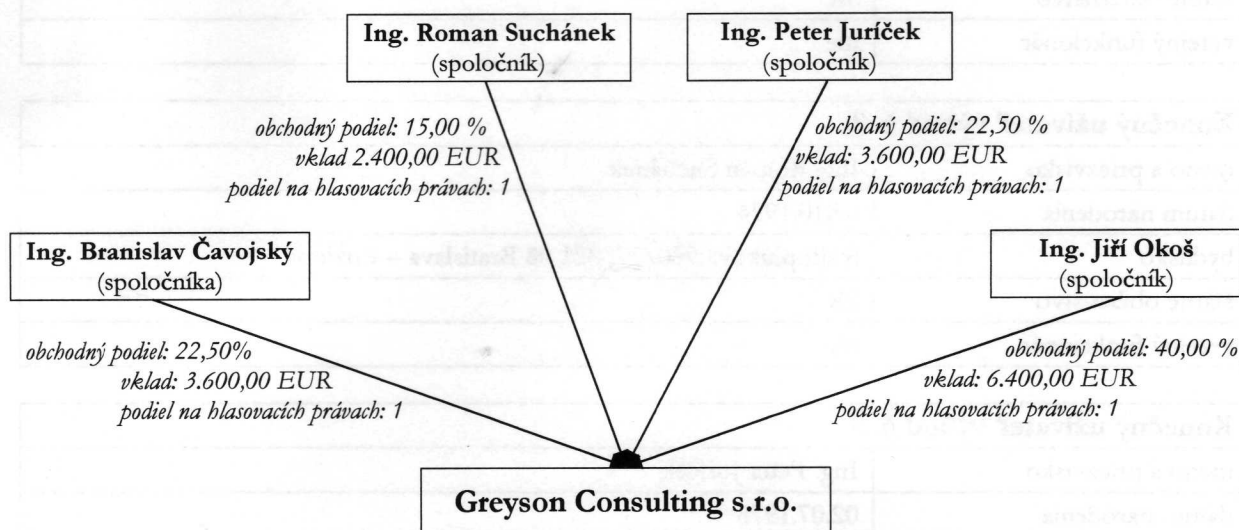 Ing. Roman Suchánek
(spoločník)
Ing. Peter Juríček
(spoločník)
obchodný podiel: 15,00 %
vklad 2.400,00 EUR
podiel na hlasovacích právach: 1
obchodný podiel: 22,50 %
vklad: 3.600,00 EUR
podiel na hlasovacích právach: 1
Ing. Branislav Čavojský
(spoločníka)
Ing. Jiří Okoš
(spoločník)
obchodný podiel: 22,50%
vklad: 3.600,00 EUR
podiel na hlasovacích právach: 1
obchodný podiel: 40,00 %
vklad: 6.400,00 EUR
podiel na hlasovacích právach: 1
Greyson Consulting s.r.o.